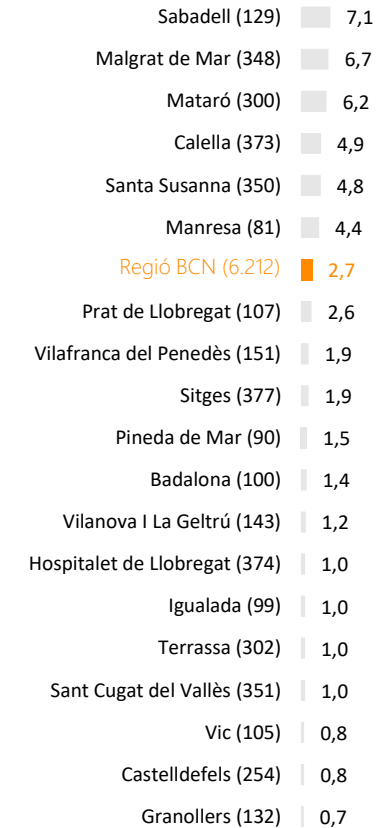 Sabadell (129) 7,1
Malgrat de Mar (348) 6,7
Mataró (300) 6,2
Calella (373) 4,9
Santa Susanna (350) 4,8
Manresa (81) 4,4
Regió BCN (6.212) 2,7
Prat de Llobregat (107) 2,6
Vilafranca del Penedès (151) 1,9
Sitges (377) 1,9
Pineda de Mar (90) 1,5
Badalona (100) 1,4
Vilanova I La Geltrú (143) 1,2
Hospitalet de Llobregat (374) 1,0
Igualada (99) 1,0
Terrassa (302) 1,0
Sant Cugat del Vallès (351) 1,0
Vic (105) 0,8
Castelldefels (254) 0,8
Granollers (132) 0,7